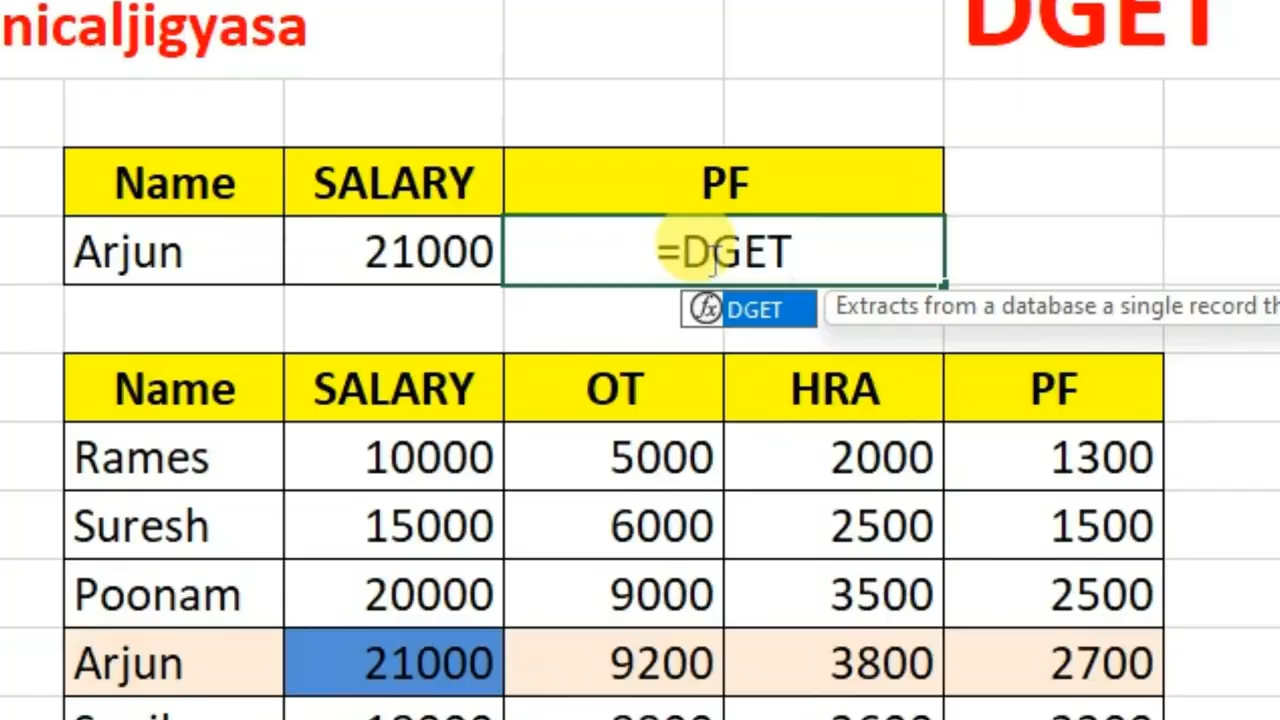 nicaljigyasa DGET
Name SALARY PF
Arjun 21000 =DGET
fx DGET Extracts from a database a single record th
Name SALARY OT HRA PF
Rames 10000 5000 2000 1300
Suresh 15000 6000 2500 1500
Poonam 20000 9000 3500 2500
Arjun 21000 9200 3800 2700